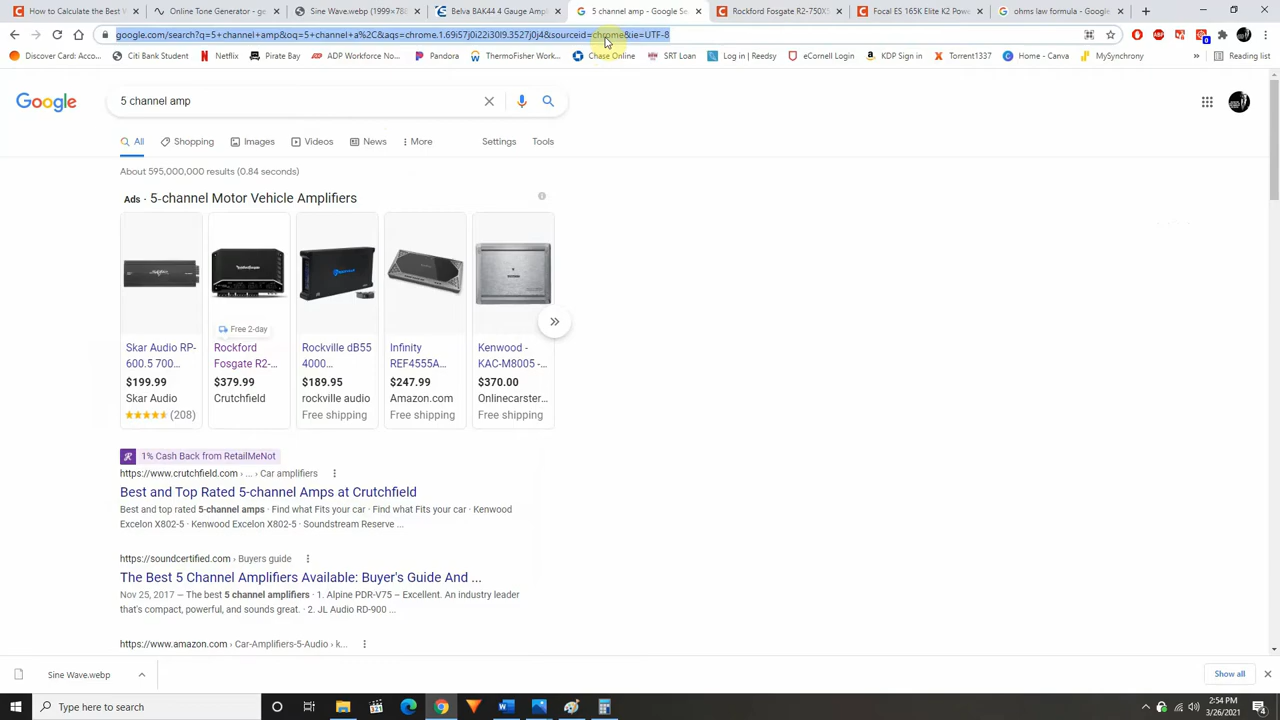 How to Calculate the Best W
Online Tone Generator - ge
Sine Wave.webp (1999×788
Belva BAK44 4 Gauge Ampli
5 channel amp - Google Se
Rockford Fosgate R2-750X5
Focal ES 165K Elite K2 Pow
ohms law formula - Google
google.com/search?q=5+channel+amp&oq=5+channel+a%2C&aqs=chrome.1.69i57j0i22i30l9.3527j0j4&sourceid=chrome&ie=UTF-8
Discover Card: Acco...
Citi Bank Student
Netflix
Paramount
ADP Workforce No...
Pandora
ThermoFisher Work...
Chase Online
SRT Loan
Log in | Reverb
eCornell Login
KDP Sign in
Torrent1337
Home - Canva
MySynchrony
»
Reading list
Google
5 channel amp
All
Shopping
Images
Videos
News
More
Settings
Tools
About 595,000,000 results (0.84 seconds)
Ads · 5-channel Motor Vehicle Amplifiers
Free 2-day
Skar Audio RP-600.5 700...
$199.99
Skar Audio
(208)
Rockford Fosgate R2-...
$379.99
Crutchfield
Rockville dB55 4000...
$189.95
rockville audio
Free shipping
Infinity REF4555A...
$247.99
Amazon.com
Free shipping
Kenwood - KAC-M8005 -...
$370.00
Onlinecarster...
Free shipping
1% Cash Back from RetailMeNot
https://www.crutchfield.com › ... › Car amplifiers
Best and Top Rated 5-channel Amps at Crutchfield
Best and top rated 5-channel amps · Find what Fits your car · Find what Fits your car · Kenwood
Excelon X802-5 · Kenwood Excelon X802-5 · Soundstream Reserve ...
https://soundcertified.com › Buyers guide
The Best 5 Channel Amplifiers Available: Buyer's Guide And ...
Nov 25, 2017 — The best 5 channel amplifiers · 1. Alpine PDR-V75 – Excellent. An industry leader
that's compact, powerful, and sounds great. · 2. JL Audio RD-900 ...
https://www.amazon.com › Car-Amplifiers-5-Audio › k...
Sine Wave.webp
Show all
Type here to search
2:54 PM
3/26/2021